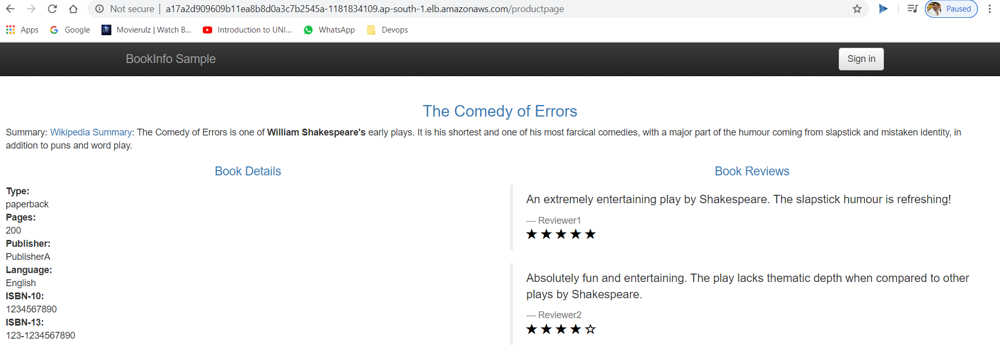 Not secure | a17a2d909609b11ea8b8d0a3c7b2545a-1181834109.ap-south-1.elb.amazonaws.com/productpage Paused
Apps Google Movierulz | Watch B... Introduction to UNI... WhatsApp Devops
BookInfo Sample Sign in
The Comedy of Errors
Summary: Wikipedia Summary: The Comedy of Errors is one of William Shakespeare's early plays. It is his shortest and one of his most farcical comedies, with a major part of the humour coming from slapstick and mistaken identity, in
addition to puns and word play.
Book Details
Type:
paperback
Pages:
200
Publisher:
PublisherA
Language:
English
ISBN-10:
1234567890
ISBN-13:
123-1234567890
Book Reviews
An extremely entertaining play by Shakespeare. The slapstick humour is refreshing!
— Reviewer1
★★★★★
Absolutely fun and entertaining. The play lacks thematic depth when compared to other
plays by Shakespeare.
— Reviewer2
★★★★☆